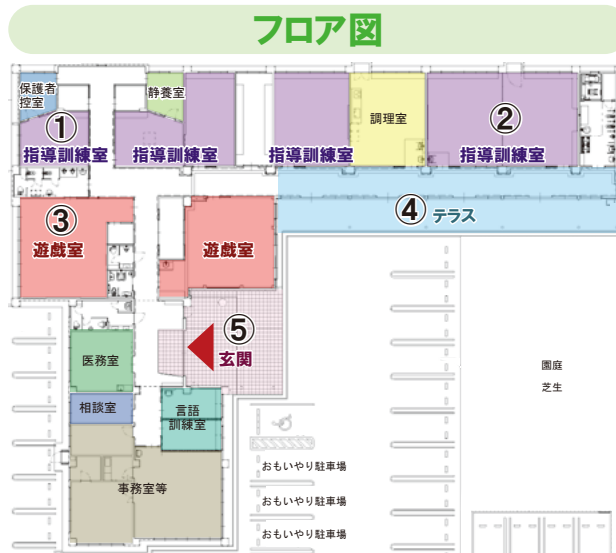 フロア図
保護者
控室
静養室
調理室
①
指導訓練室
指導訓練室
指導訓練室
②
指導訓練室
③
遊戯室
遊戯室
④ テラス
⑤
玄関
医務室
園庭
芝生
相談室
言語
訓練室
おもいやり駐車場
事務室等
おもいやり駐車場
おもいやり駐車場